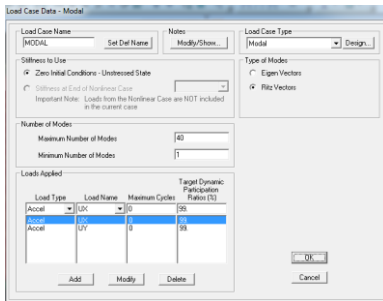 Load Case Data - Modal
Load Case Name
MODAL
Set Def Name
Notes
Modify/Show...
Load Case Type
Modal
Design...
Stiffness to Use
Zero Initial Conditions - Unstressed State
Stiffness at End of Nonlinear Case
Important Note: Loads from the Nonlinear Case are NOT included
in the current case
Type of Modes
Eigen Vectors
Ritz Vectors
Number of Modes
Maximum Number of Modes
40
Minimum Number of Modes
1
Loads Applied
Target Dynamic
Participation
Load Type Load Name Maximum Cycles Ratios (%)
Accel UX 0 99.
Accel UX 0 99.
Accel UY 0 99.
Add Modify Delete
OK
Cancel